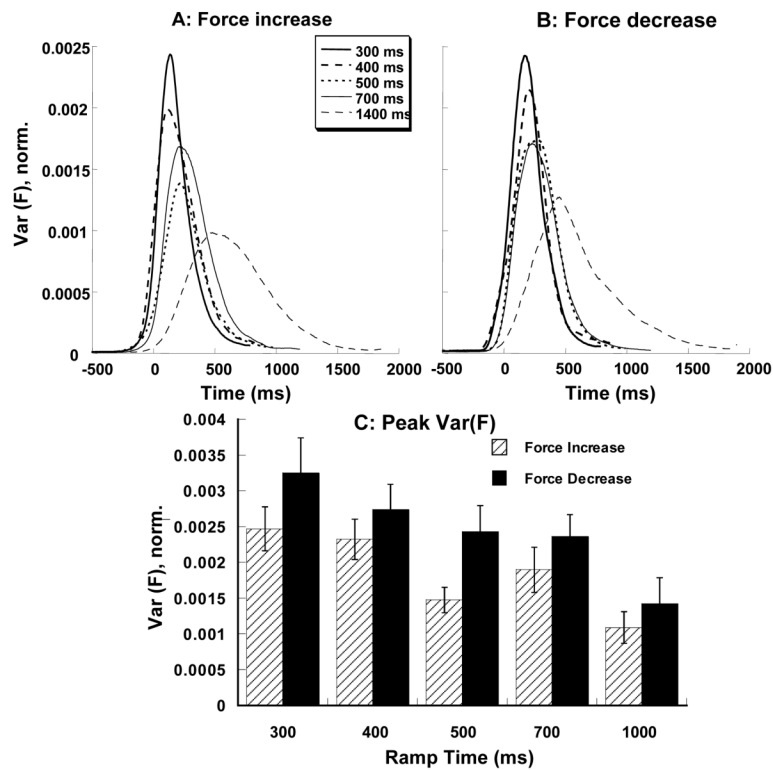 A: Force increase
B: Force decrease
0.0025
0.002
0.0015
0.001
0.0005
0
Var (F), norm.
300 ms
400 ms
500 ms
700 ms
1400 ms
-500
0
500
1000
1500
2000
Time (ms)
-500
0
500
1000
1500
2000
Time (ms)
C: Peak Var(F)
Force Increase
Force Decrease
0.004
0.0035
0.003
0.0025
0.002
0.0015
0.001
0.0005
0
Var (F), norm.
300
400
500
700
1000
Ramp Time (ms)